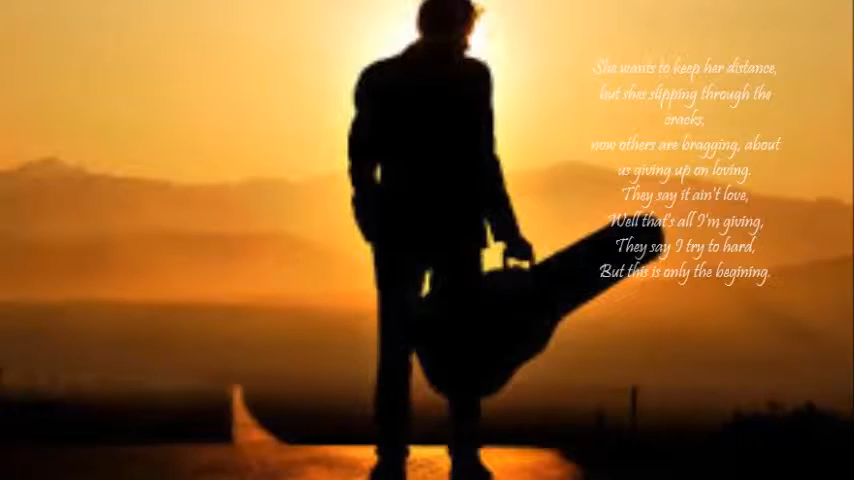 She wants to keep her distance,
but shes slipping through the
cracks,
now others are bragging, about
us giving up on loving.
They say it ain't love,
Well that's all I'm giving,
They say I try to hard,
But this is only the begining.